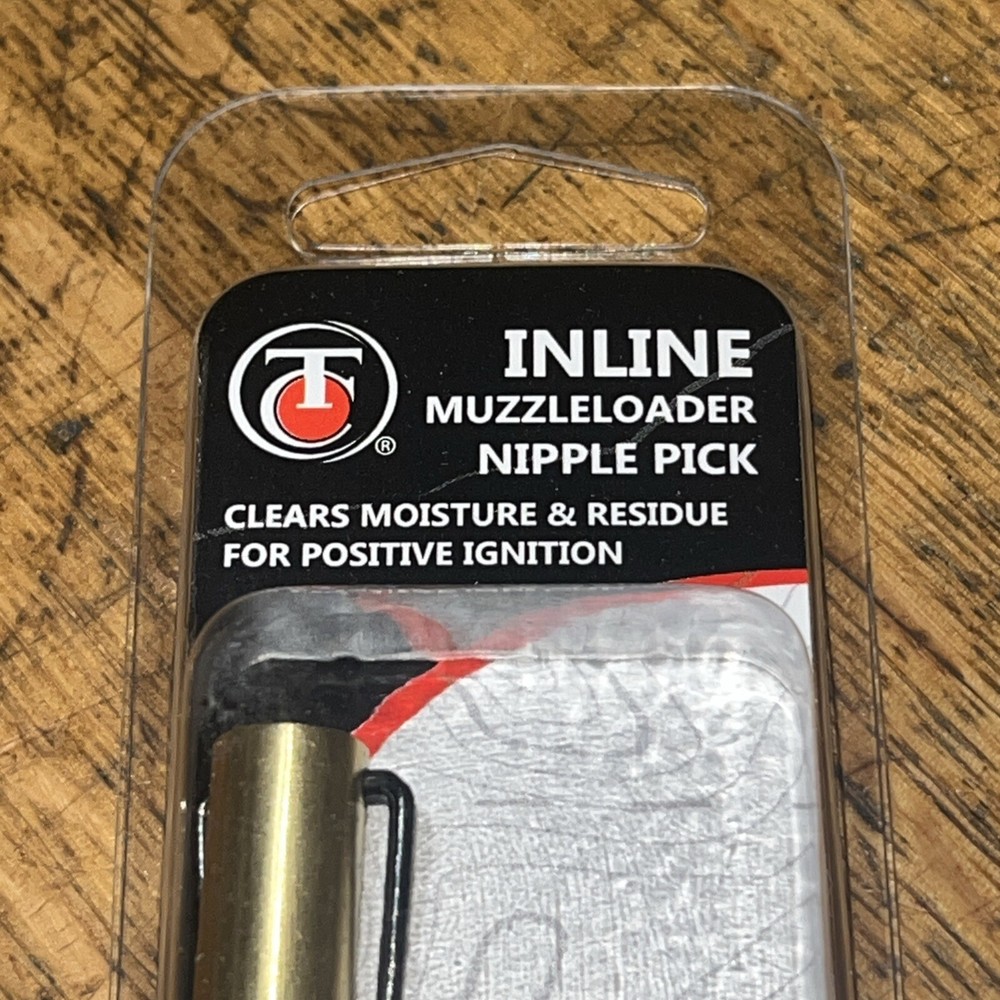 TC®
INLINE
MUZZLELOADER
NIPPLE PICK
CLEARS MOISTURE & RESIDUE
FOR POSITIVE IGNITION